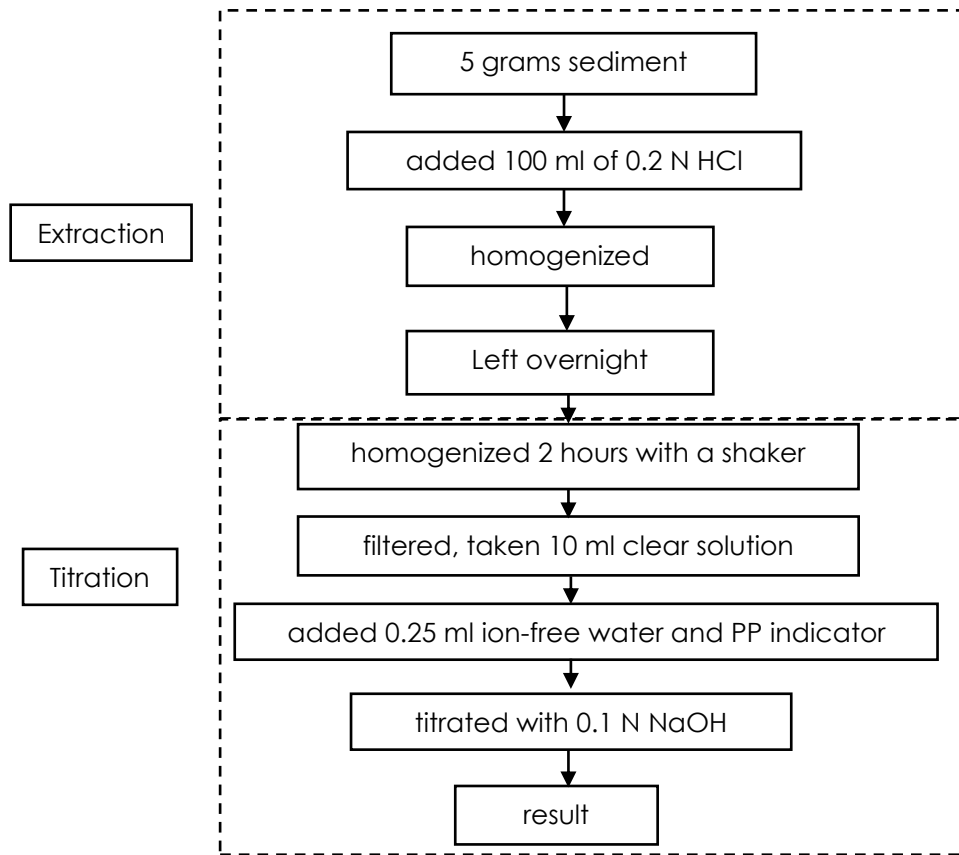 5 grams sediment
added 100 ml of 0.2 N HCl
Extraction
homogenized
Left overnight
homogenized 2 hours with a shaker
filtered, taken 10 ml clear solution
Titration
added 0.25 ml ion-free water and PP indicator
titrated with 0.1 N NaOH
result